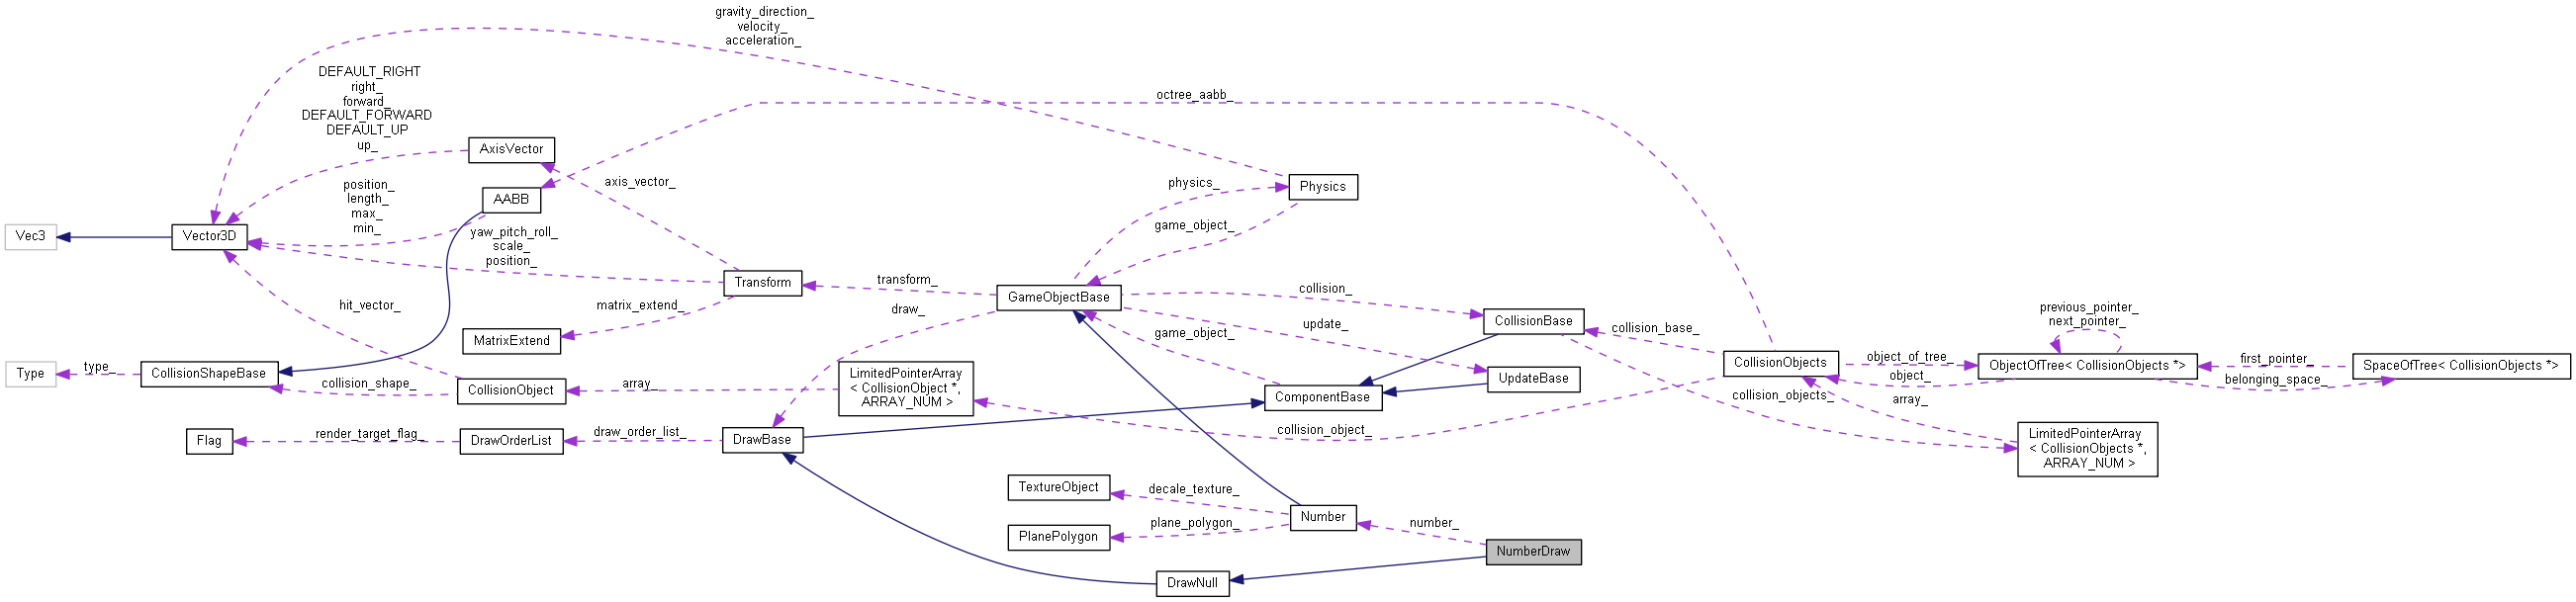 gravity_direction_
velocity_
acceleration_
DEFAULT_RIGHT
right_
forward_
DEFAULT_FORWARD
DEFAULT_UP
up_
octree_aabb_
AxisVector
axis_vector_
position_
length_
max_
min_
AABB
physics_
Physics
game_object_
Vec3
Vector3D
yaw_pitch_roll_
scale_
position_
Transform
transform_
GameObjectBase
collision_
hit_vector_
matrix_extend_
draw_
MatrixExtend
game_object_
update_
CollisionBase
collision_base_
previous_pointer_
next_pointer_
Type
type_
CollisionShapeBase
collision_shape_
CollisionObject
array_
LimitedPointerArray
< CollisionObject *,
ARRAY_NUM >
ComponentBase
UpdateBase
CollisionObjects
object_of_tree_
object_
ObjectOfTree< CollisionObjects *>
first_pointer_
belonging_space_
SpaceOfTree< CollisionObjects *>
collision_objects_
array_
Flag
render_target_flag_
DrawOrderList
draw_order_list_
DrawBase
collision_object_
LimitedPointerArray
< CollisionObjects *,
ARRAY_NUM >
TextureObject
decale_texture_
PlanePolygon
plane_polygon_
Number
number_
NumberDraw
DrawNull